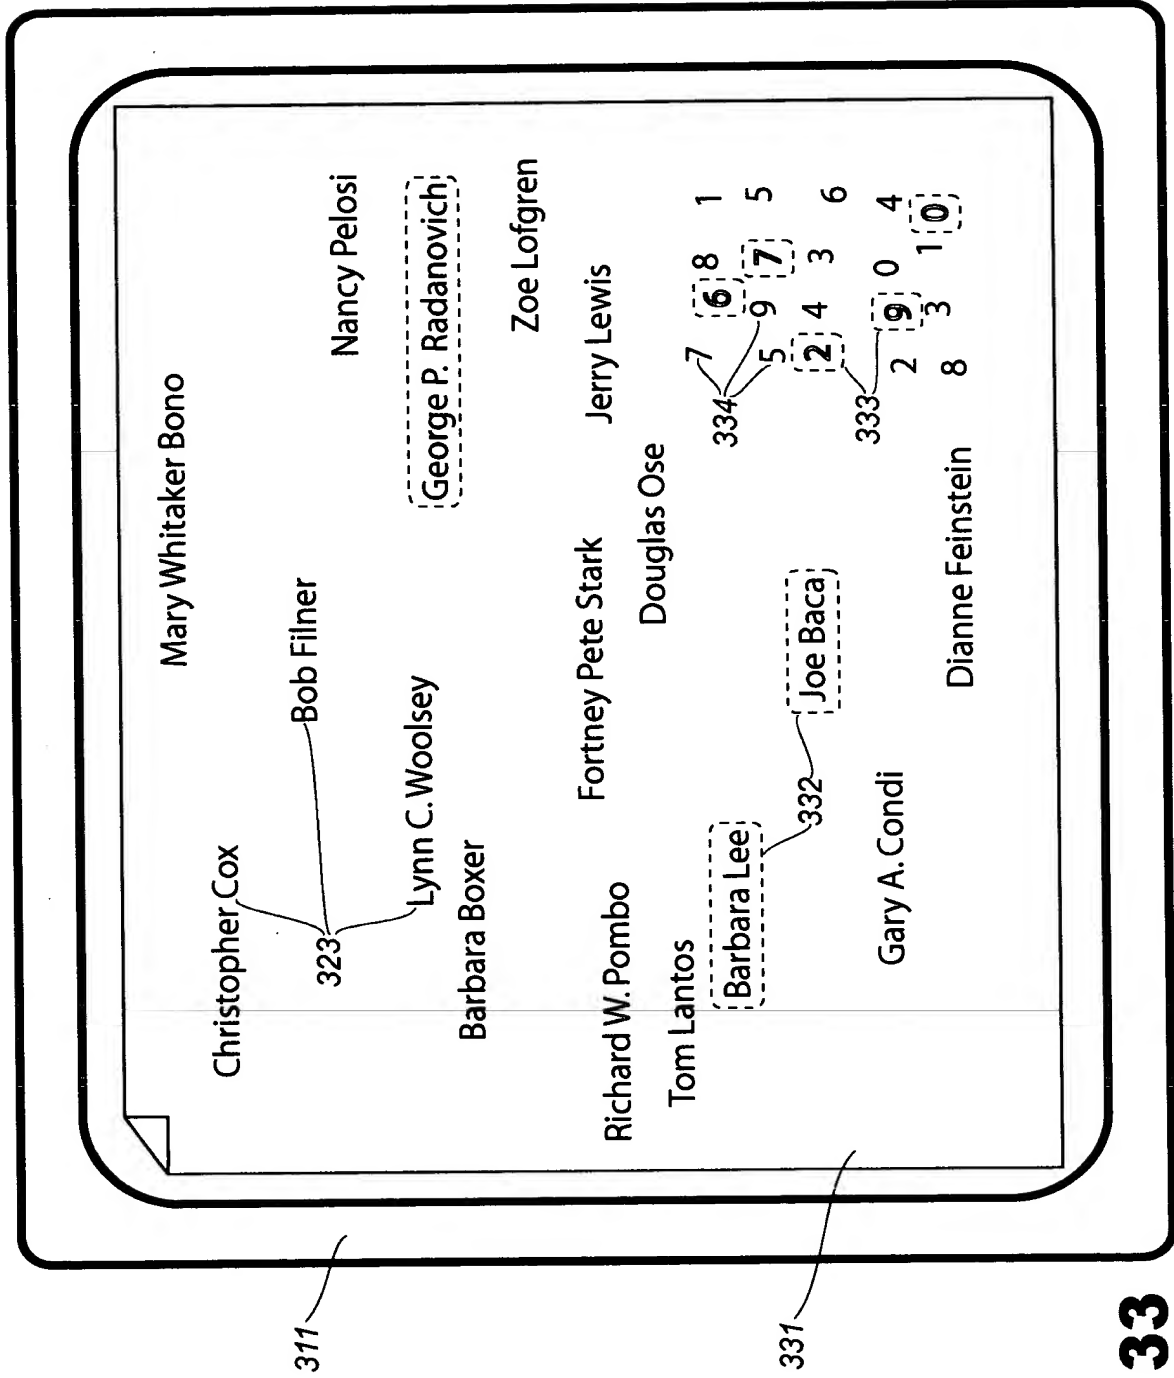 Mary Whitaker Bono
Christopher Cox
Bob Filner
311
323
Nancy Pelosi
Lynn C. Woolsey
George P. Radanovich
Barbara Boxer
Zoe Lofgren
Fortney Pete Stark
Jerry Lewis
Richard W. Pombo
Douglas Ose
Tom Lantos
7 6 8 1
334
Barbara Lee
5 9 7 5
331
332
Joe Baca
2 4 3 6
333
Gary A. Condi
2 9 0 4
Dianne Feinstein
8 3 1 0
33